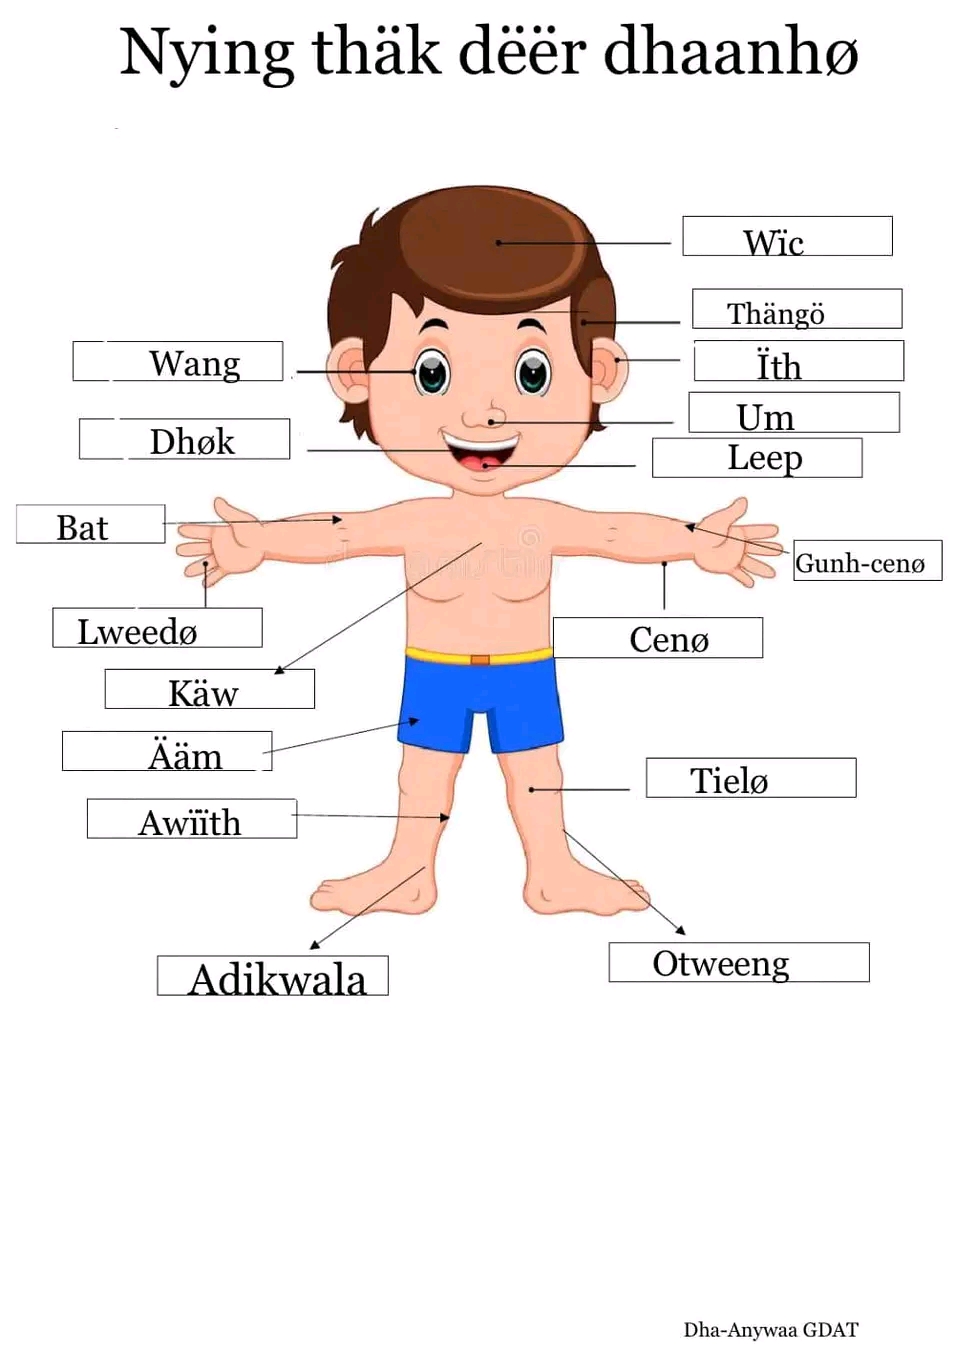 Nying thäk dëër dhaanhø
Wïc
Thängö
Wang
Ïth
Um
Dhøk
Leep
Bat
Gunh-cenø
Lweedø
Cenø
Käw
Ääm
Tielø
Awïïth
Otweeng
Adikwala
Dha-Anywaa GDAT